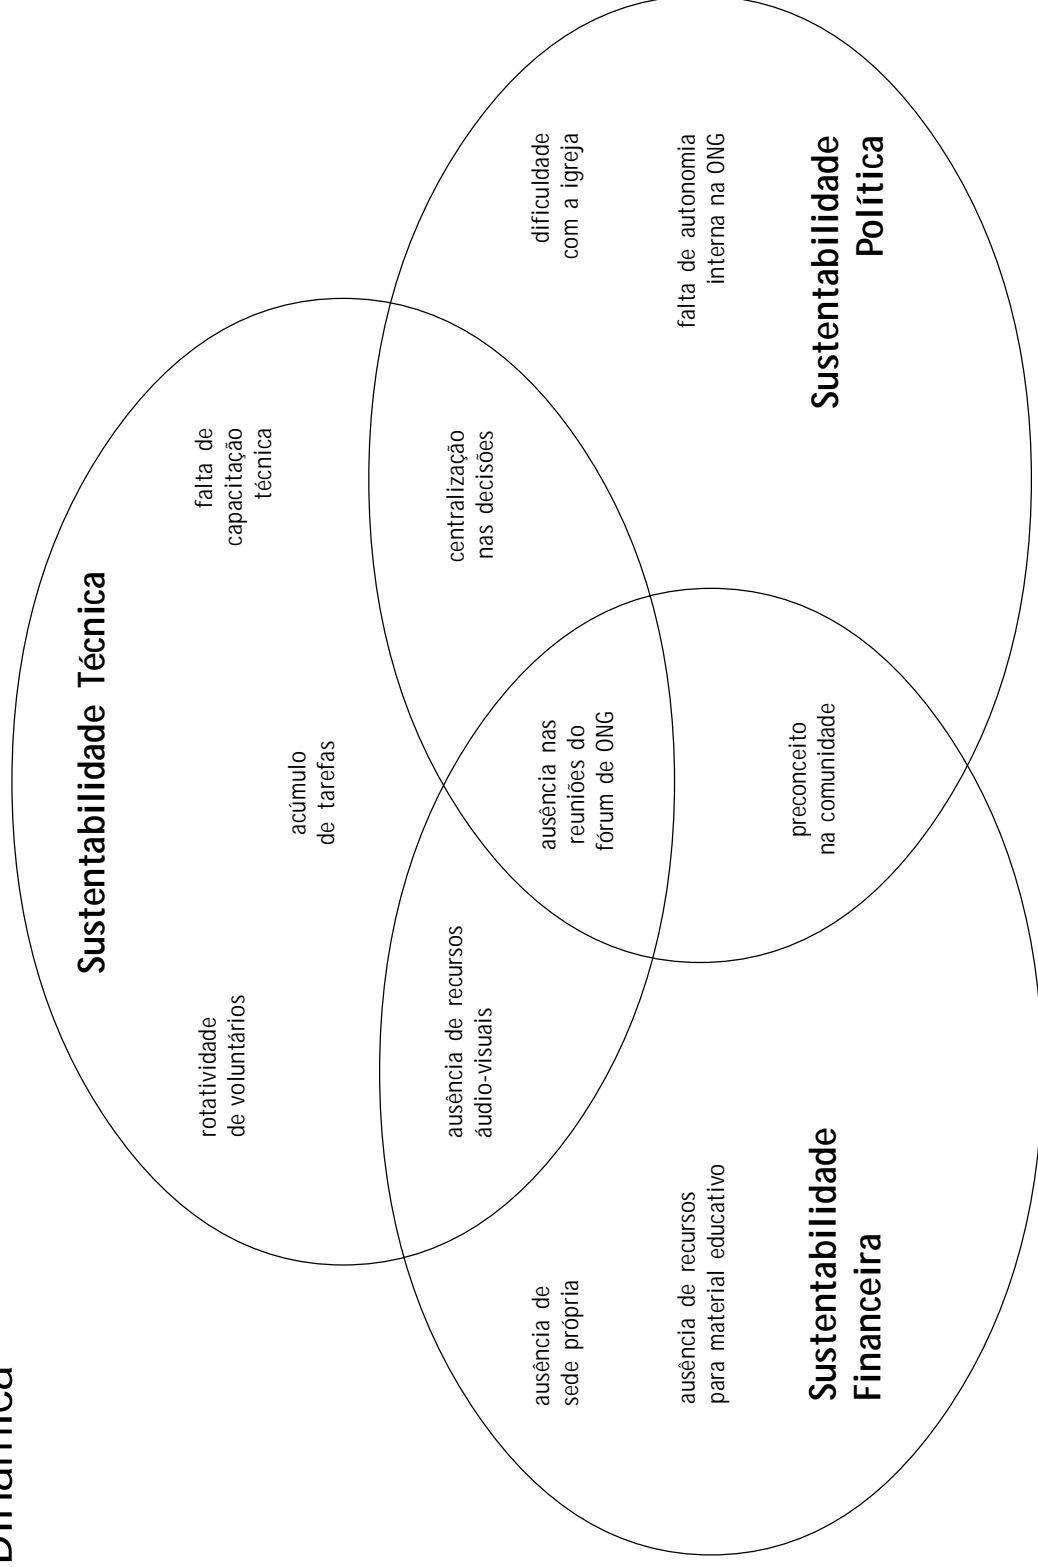 Dinâmica
Sustentabilidade Técnica
rotatividade
de voluntários
acúmulo
de tarefas
falta de
capacitação
técnica
ausência de recursos
áudio-visuais
centralização
nas decisões
ausência de
sede própria
ausência nas
reuniões do
fórum de ONG
dificuldade
com a igreja
ausência de recursos
para material educativo
falta de autonomia
interna na ONG
preconceito
na comunidade
Sustentabilidade
Financeira
Sustentabilidade
Política